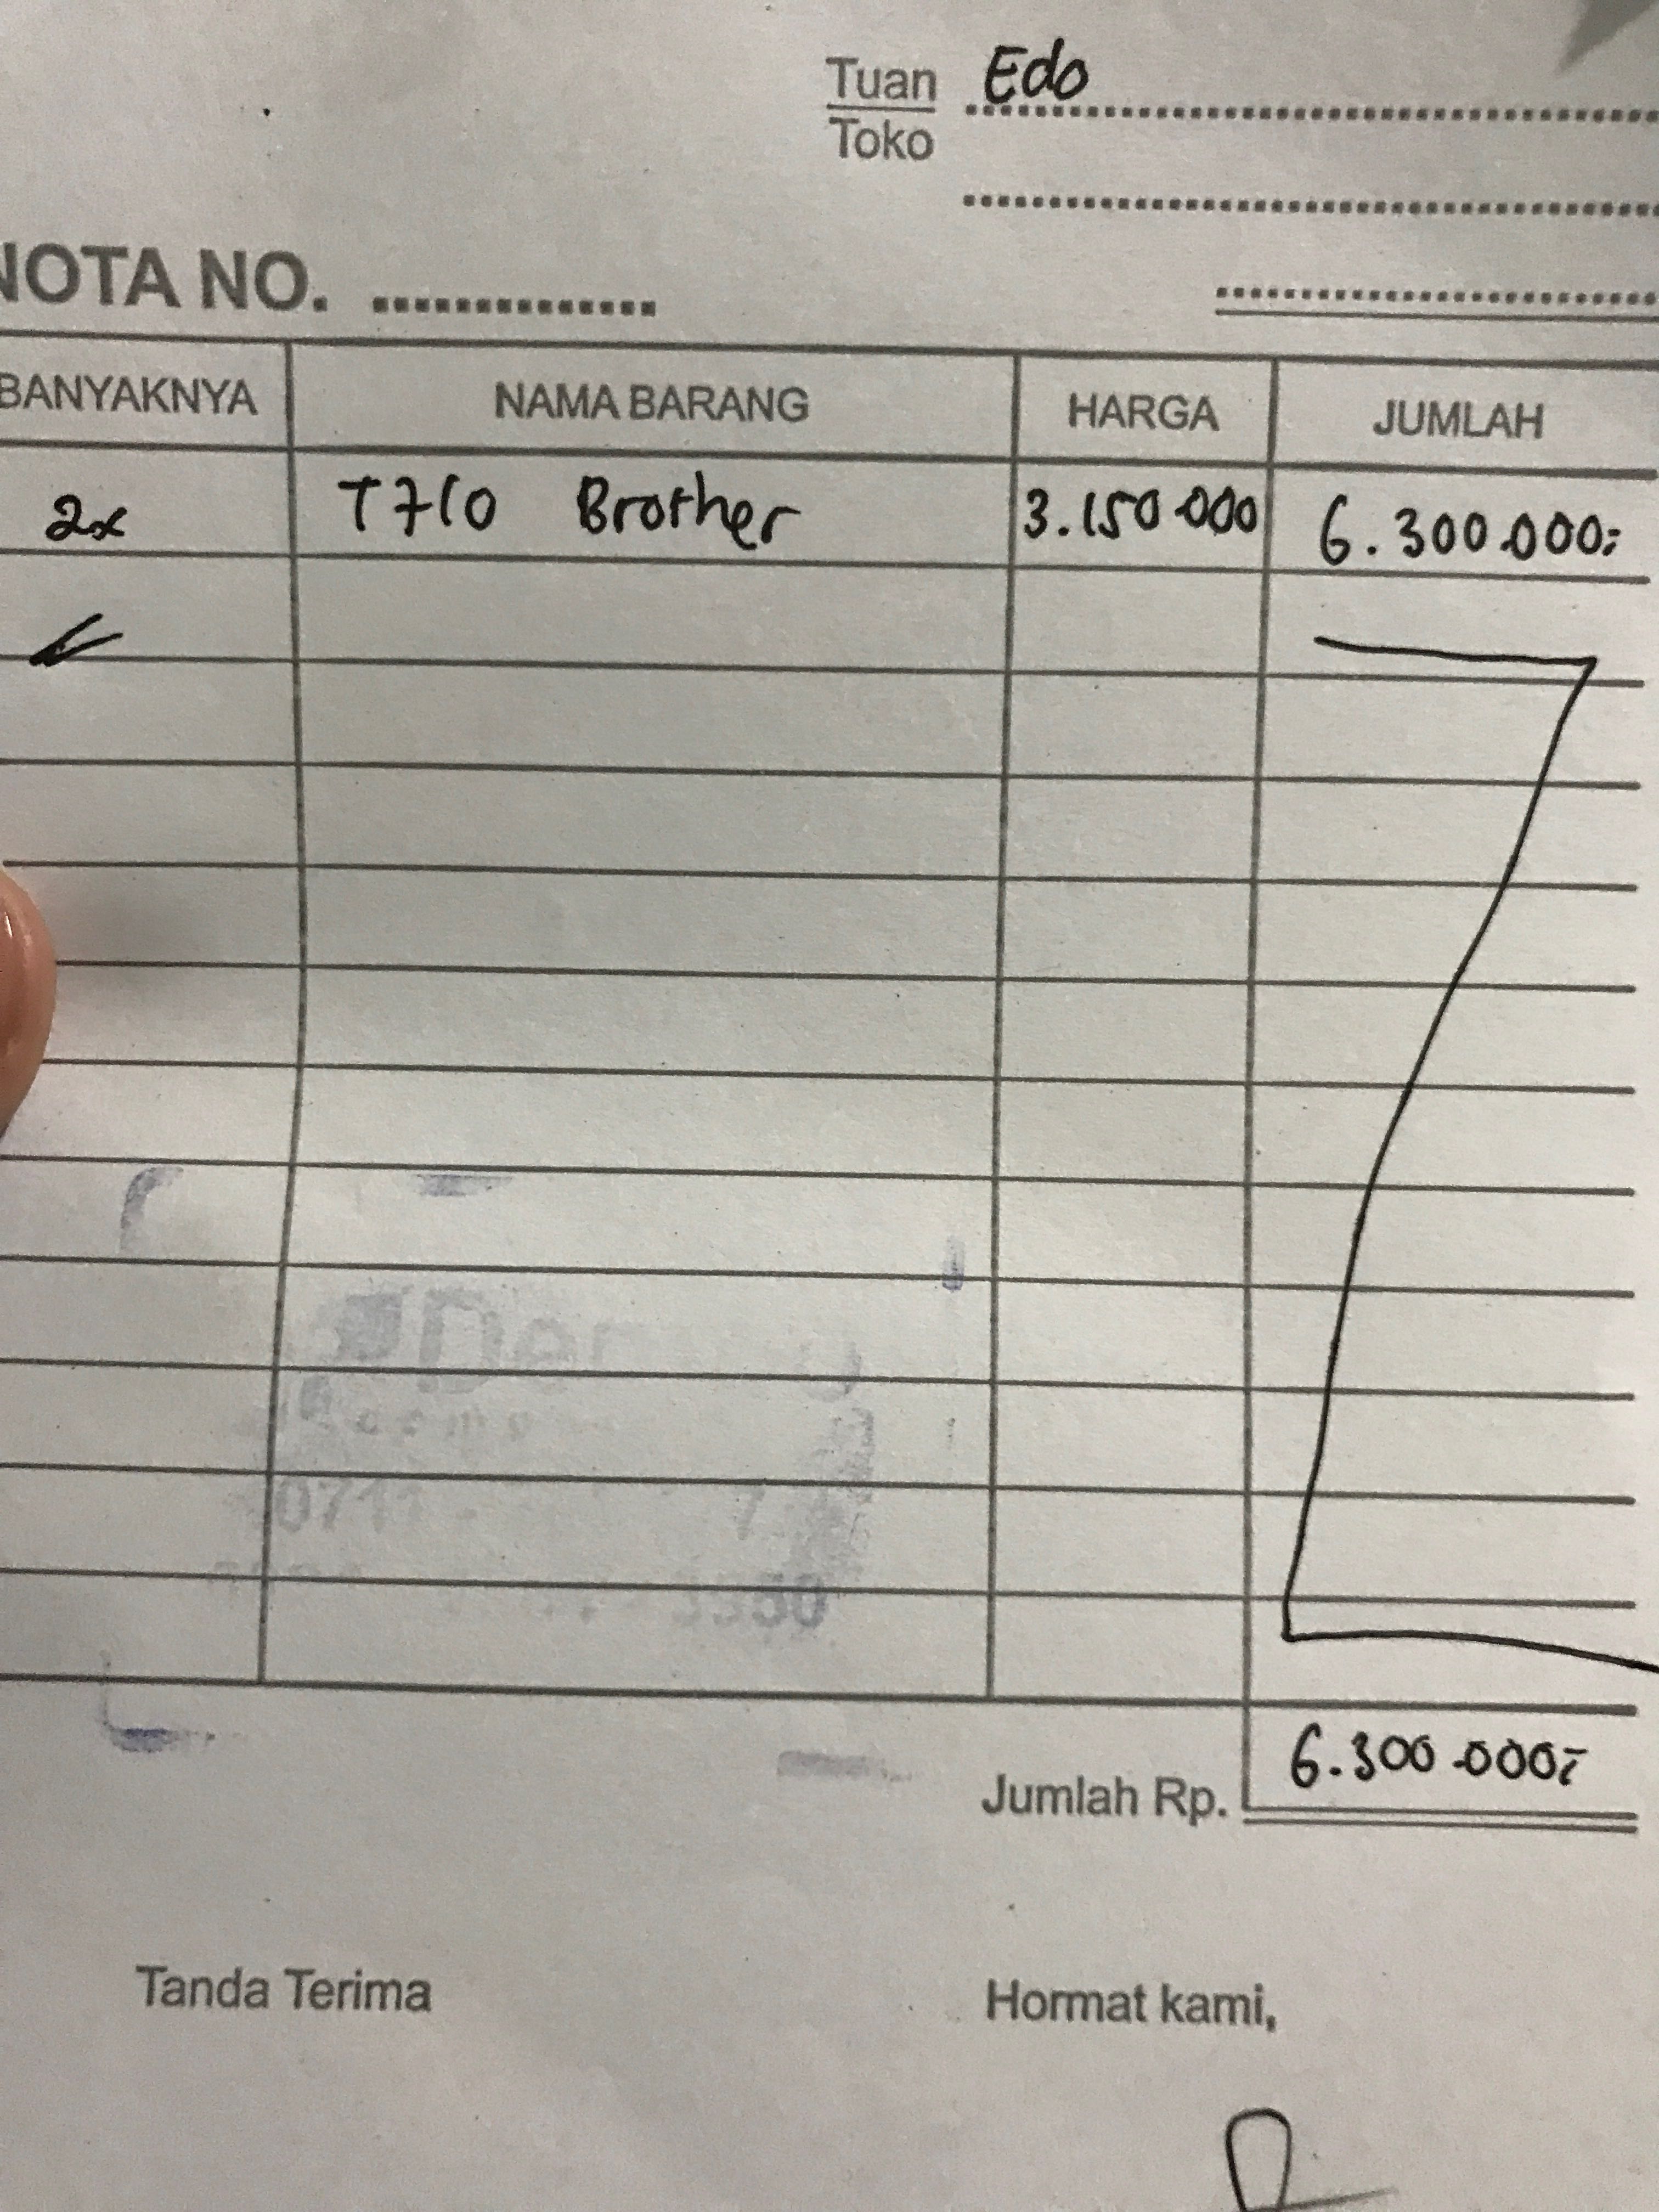 Tuan Edo
Toko
NOTA NO.
BANYAKNYA NAMA BARANG HARGA JUMLAH
2x T710 Brother 3.150.000 6.300.000,-
Jumlah Rp. 6.300.000,-
Tanda Terima Hormat kami,